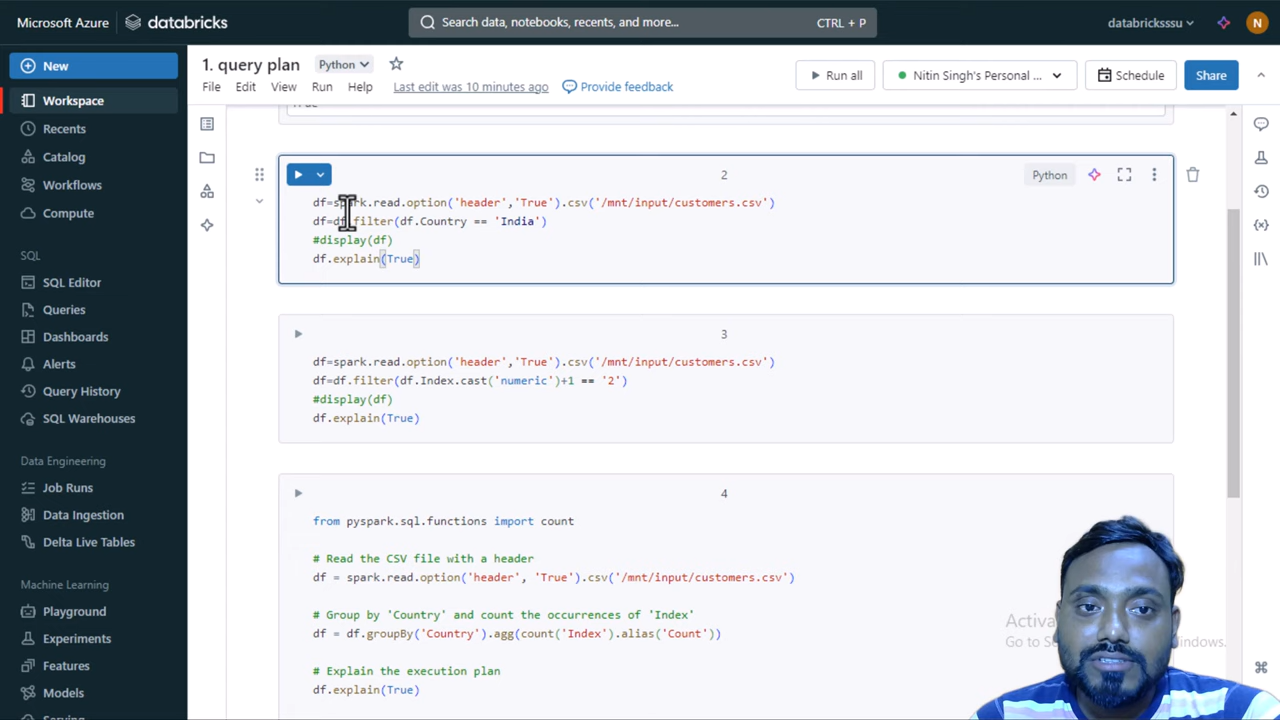 Microsoft Azure
databricks
Search data, notebooks, recents, and more...
CTRL + P
databricksssu
N
New
Workspace
Recents
Catalog
Workflows
Compute
SQL
SQL Editor
Queries
Dashboards
Alerts
Query History
SQL Warehouses
Data Engineering
Job Runs
Data Ingestion
Delta Live Tables
Machine Learning
Playground
Experiments
Features
Models
1. query plan
Python
File
Edit
View
Run
Help
Last edit was 10 minutes ago
Provide feedback
Run all
Nitin Singh's Personal ...
Schedule
Share
2
Python
df=spark.read.option('header','True').csv('/mnt/input/customers.csv')
df=df.filter(df.Country == 'India')
#display(df)
df.explain(True)
3
df=spark.read.option('header','True').csv('/mnt/input/customers.csv')
df=df.filter(df.Index.cast('numeric')+1 == '2')
#display(df)
df.explain(True)
4
from pyspark.sql.functions import count
# Read the CSV file with a header
df = spark.read.option('header', 'True').csv('/mnt/input/customers.csv')
# Group by 'Country' and count the occurrences of 'Index'
df = df.groupBy('Country').agg(count('Index').alias('Count'))
# Explain the execution plan
df.explain(True)